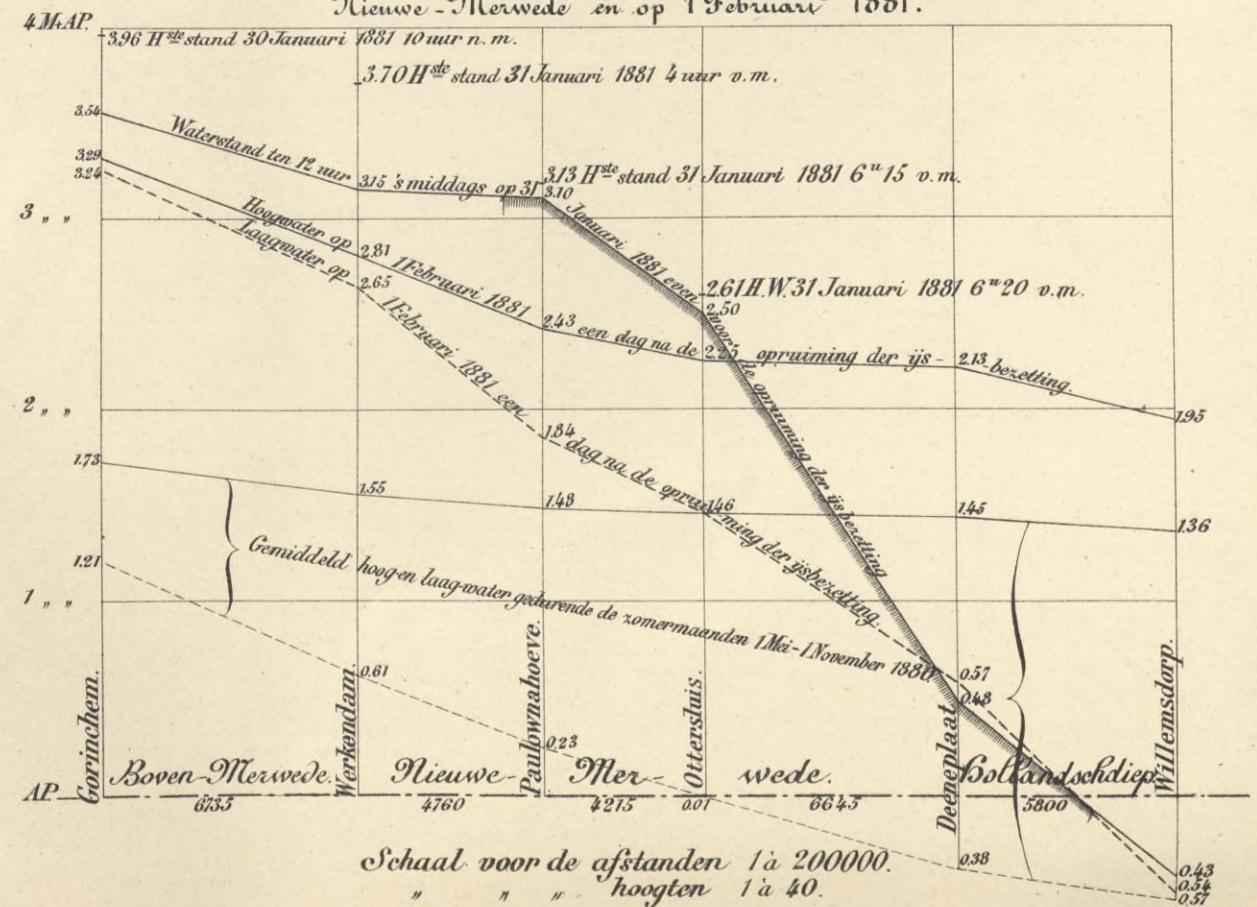 Nieuwe-Merwede en op 1 Februari 1881.
4 M+AP.
3.96 Hste stand 30 Januari 1881 10 uur n.m.
3.70 Hste stand 31 Januari 1881 4 uur v.m.
3.54
Waterstand ten 12 uur 3.15 's middags op 31 Januari 1881 even voor de opruiming der ijsbezetting
3.13 Hste stand 31 Januari 1881 6u 15 v.m.
3.10
3.29
3.24
3 „ „
Hoogwater op 2.81 1 Februari 1881 2.43 een dag na de opruiming der ijs- 2.13 bezetting.
Laagwater op 2.65 1 Februari 1881 een 1.84 dag na de opruiming der ijsbezetting.
2.61 H.W. 31 Januari 1881 6u 20 v.m.
2.50
2 „ „
1.95
1.73
1.55
1.48
1.46
1.45
1.36
1.21
Gemiddeld hoog-en laag-water gedurende de zomermaanden 1 Mei-1 November 1880.
1 „ „
0.61
0.57
0.48
0.23
Gorinchem.
Werkendam.
Paulownahoeve.
Ottersluis.
Deeneplaat
Willemsdorp.
Boven-Merwede. Nieuwe- Mer- wede. Hollandschdiep
AP
6735 4760 4215 0.01 6645 5800
0.38
0.43
0.54
0.57
Schaal voor de afstanden 1 à 200000.
„ „ „ hoogten 1 à 40.